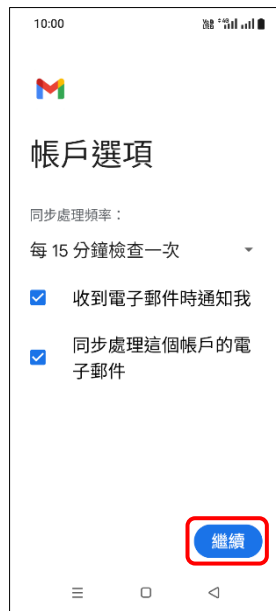 10:00
帳戶選項
同步處理頻率：
每 15 分鐘檢查一次
收到電子郵件時通知我
同步處理這個帳戶的電
子郵件
繼續